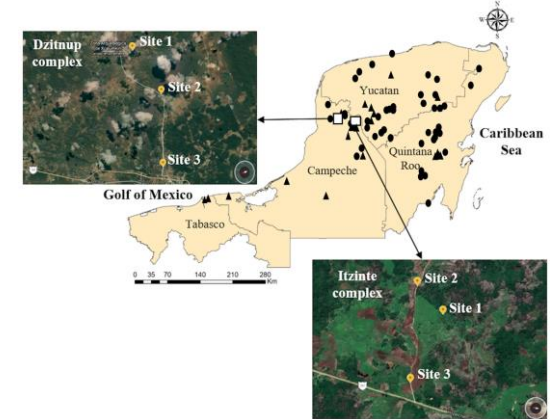 Dzitnup
complex
Site 1
Site 2
Site 3
N
W
E
S
Yucatan
Quintana
Roo
Campeche
Caribbean
Sea
Golf of Mexico
Tabasco
0 35 70 140 210 280
Km
Itzinte
complex
Site 2
Site 1
Site 3